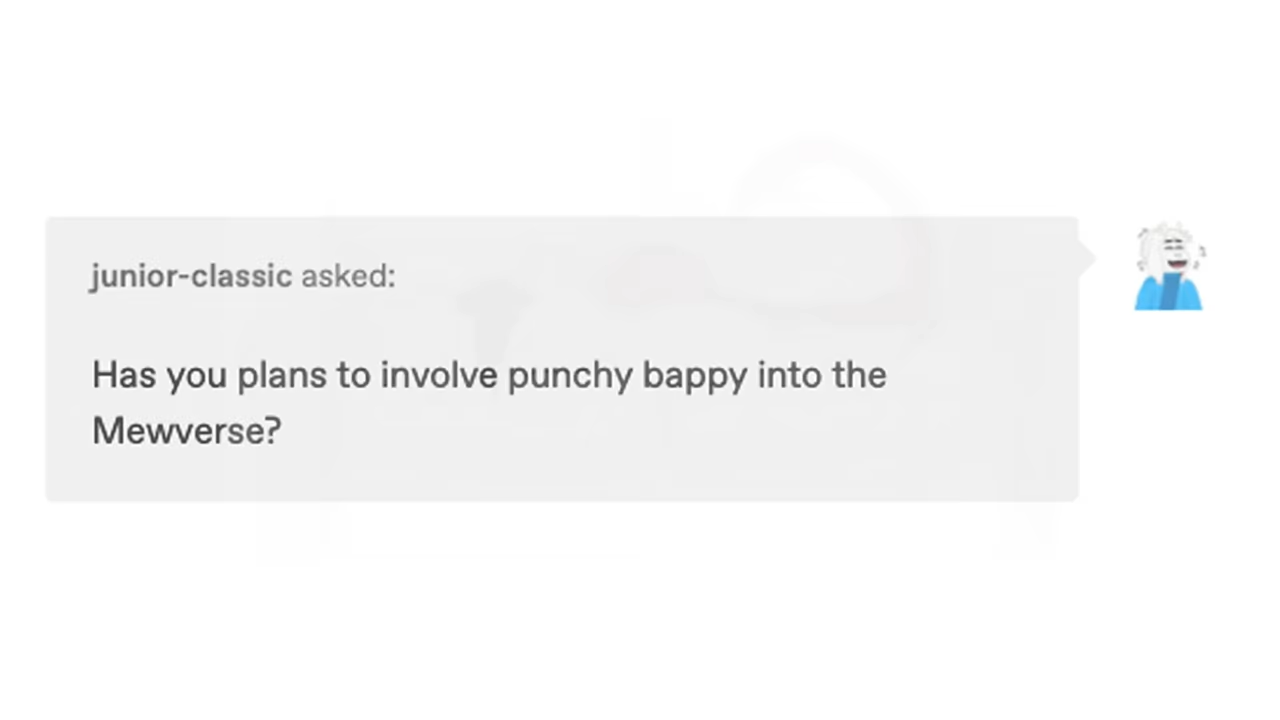 junior-classic asked:
Has you plans to involve punchy bappy into the
Mewverse?